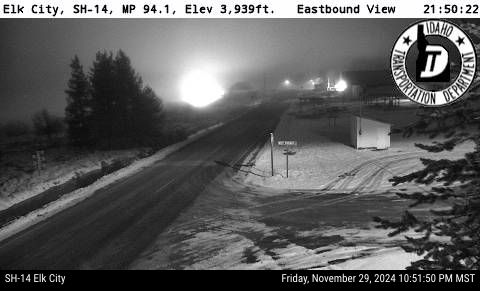 Elk City, SH-14, MP 94.1, Elev 3,939ft. Eastbound View 21:50:22
IDAHO
TRANSPORTATION DEPARTMENT
SH-14 Elk City Friday, November 29, 2024 10:51:50 PM MST